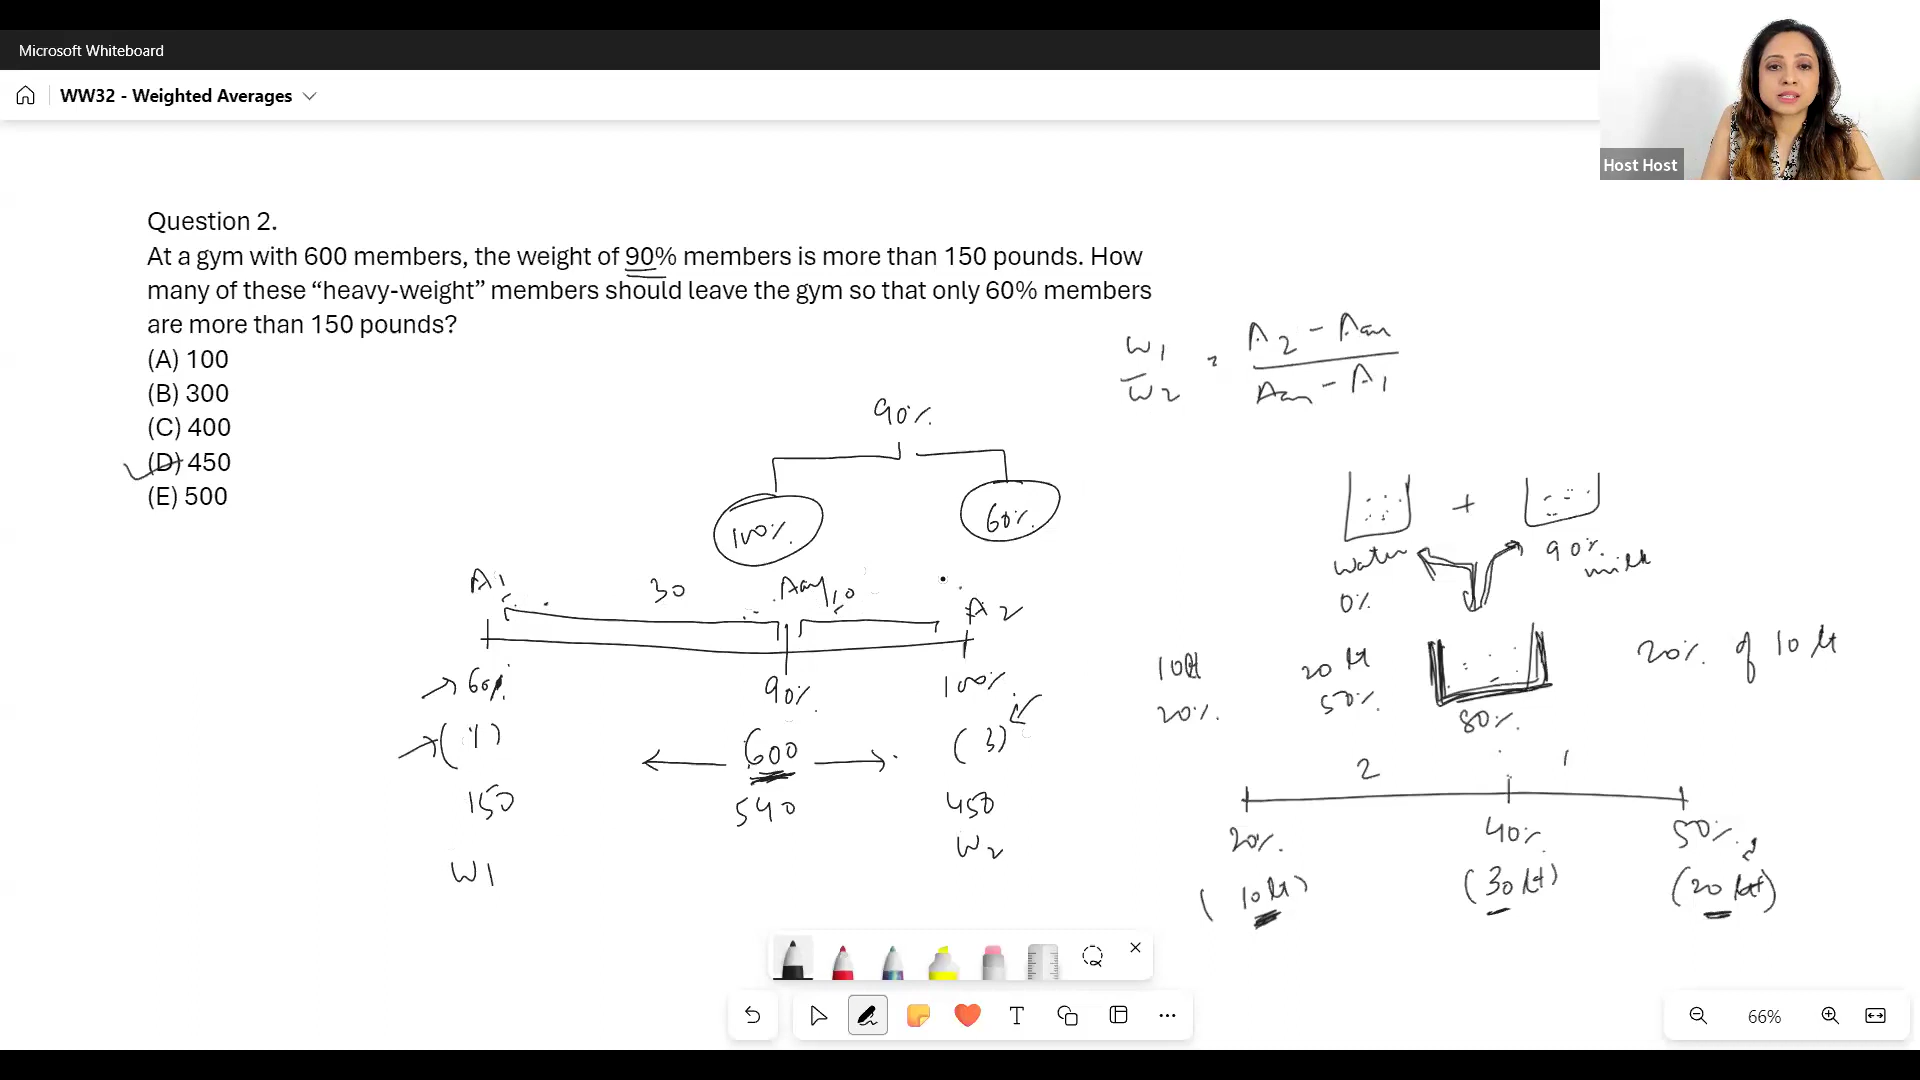 Microsoft Whiteboard
WW32 - Weighted Averages
Host Host
Question 2.
At a gym with 600 members, the weight of 90% members is more than 150 pounds. How
many of these “heavy-weight” members should leave the gym so that only 60% members
are more than 150 pounds?
(A) 100
(B) 300
(C) 400
(D) 450
(E) 500
W1
W2
=
A2 - Aav
Aav - A1
90%
100%
60%
A1
30
Aav
10
A2
60%
90%
100%
(1)
600
(3)
150
540
450
W1
W2
+
water
0%
90%
milk
10 lt
20 lt
20% of 10 lt
20%
50%
80%
2
1
20%
40%
50%
(10 lt)
(30 lt)
(20 lt)
66%